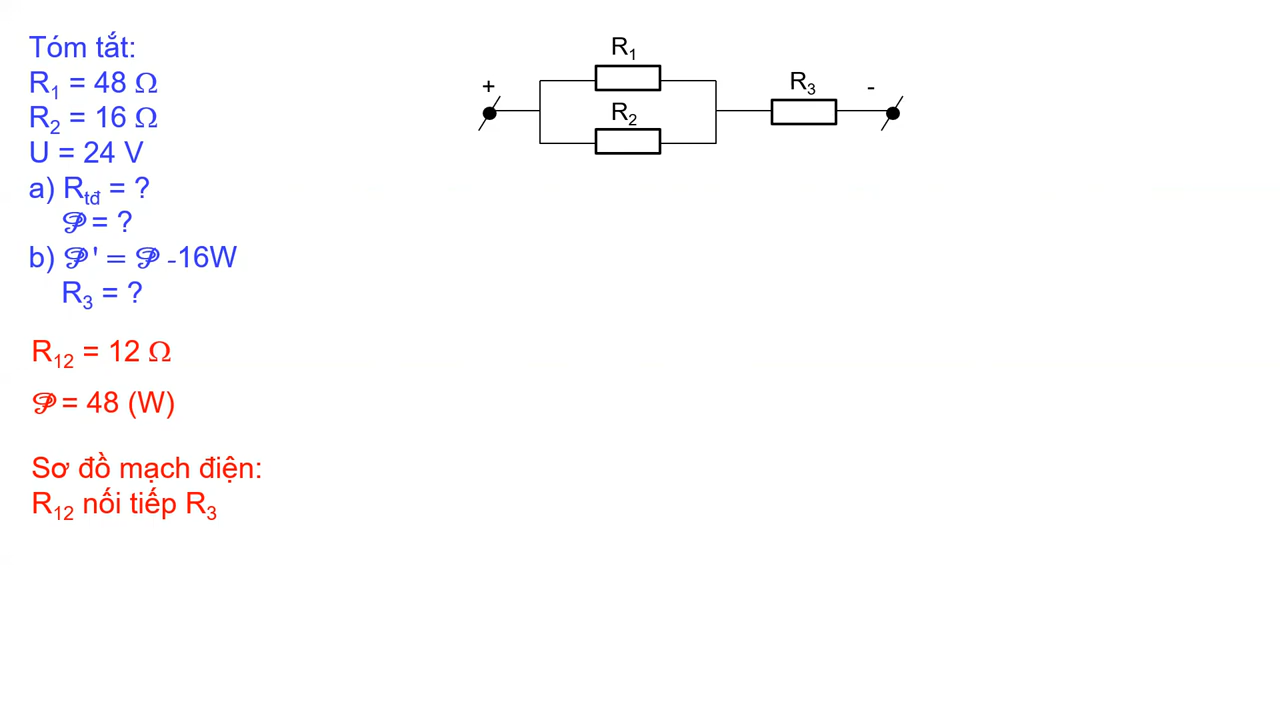 Tóm tắt:
R₁ = 48 Ω
R₂ = 16 Ω
U = 24 V
a) Rtđ = ?
𝒫 = ?
b) 𝒫 ' = 𝒫 -16W
R₃ = ?
R₁₂ = 12 Ω
𝒫 = 48 (W)
Sơ đồ mạch điện:
R₁₂ nối tiếp R₃
R₁
+
R₂
R₃
-